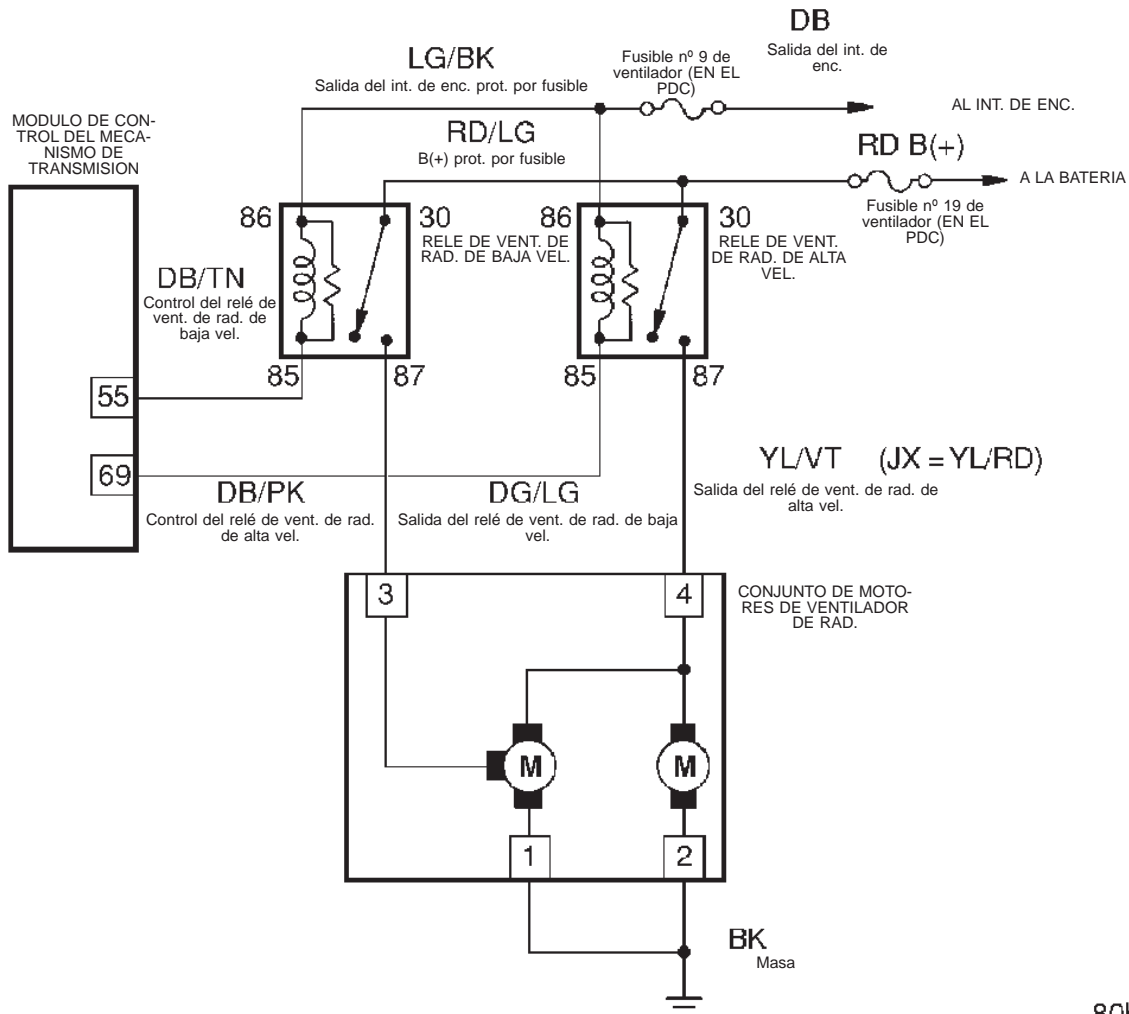 DB
Salida del int. de
enc.
LG/BK
Salida del int. de enc. prot. por fusible
Fusible nº 9 de
ventilador (EN EL
PDC)
AL INT. DE ENC.
MODULO DE CON-
TROL DEL MECA-
NISMO DE
TRANSMISION
RD/LG
B(+) prot. por fusible
RD B(+)
A LA BATERIA
Fusible nº 19 de
ventilador (EN EL
PDC)
86
30
RELE DE VENT. DE
RAD. DE BAJA VEL.
86
30
RELE DE VENT.
DE RAD. DE ALTA
VEL.
DB/TN
Control del relé de
vent. de rad. de
baja vel.
85
87
85
87
55
69
DB/PK
Control del relé de vent. de rad.
de alta vel.
DG/LG
Salida del relé de vent. de rad. de baja
vel.
YL/VT (JX = YL/RD)
Salida del relé de vent. de rad. de
alta vel.
3
4
CONJUNTO DE MOTO-
RES DE VENTILADOR
DE RAD.
M
M
1
2
BK
Masa